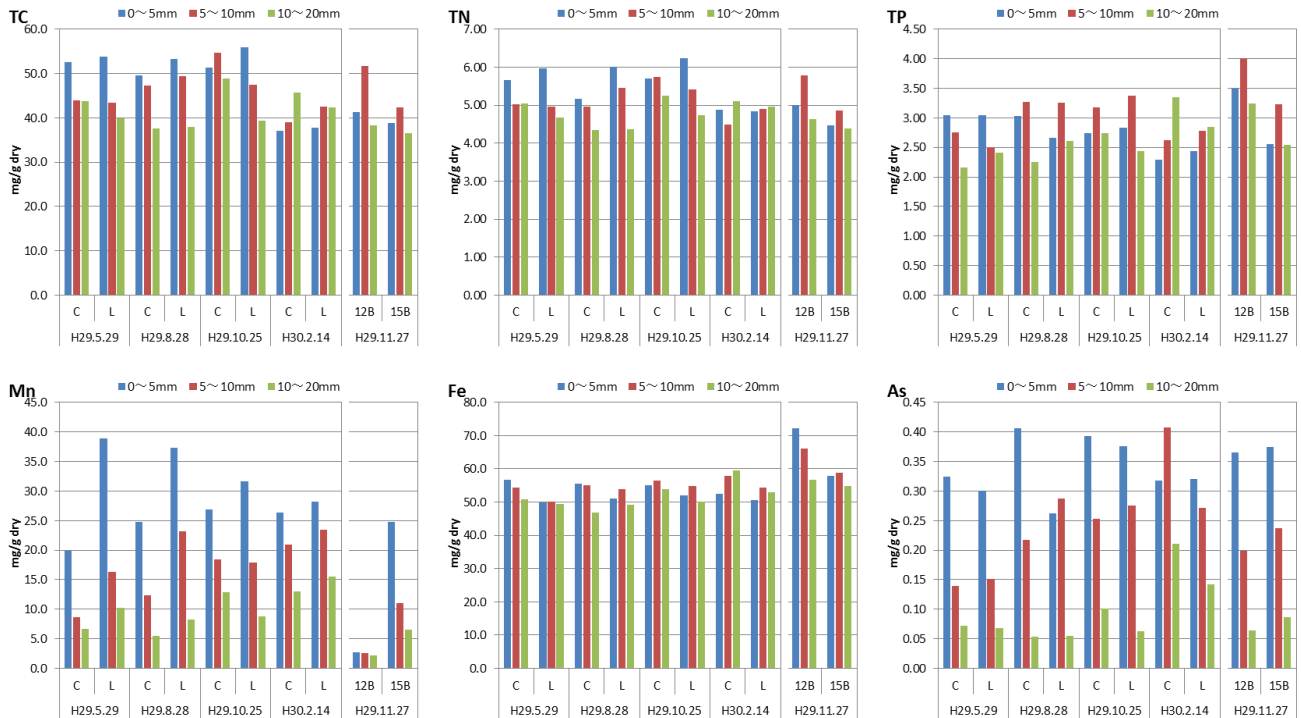 TC
0～5mm 5～10mm 10～20mm
60.0
50.0
40.0
30.0
20.0
10.0
0.0
mg/g dry
C L C L C L C L 12B 15B
H29.5.29 H29.8.28 H29.10.25 H30.2.14 H29.11.27
TN
0～5mm 5～10mm 10～20mm
7.00
6.00
5.00
4.00
3.00
2.00
1.00
0.00
mg/g dry
C L C L C L C L 12B 15B
H29.5.29 H29.8.28 H29.10.25 H30.2.14 H29.11.27
TP
0～5mm 5～10mm 10～20mm
4.50
4.00
3.50
3.00
2.50
2.00
1.50
1.00
0.50
0.00
mg/g dry
C L C L C L C L 12B 15B
H29.5.29 H29.8.28 H29.10.25 H30.2.14 H29.11.27
Mn
0～5mm 5～10mm 10～20mm
45.0
40.0
35.0
30.0
25.0
20.0
15.0
10.0
5.0
0.0
mg/g dry
C L C L C L C L 12B 15B
H29.5.29 H29.8.28 H29.10.25 H30.2.14 H29.11.27
Fe
0～5mm 5～10mm 10～20mm
80.0
70.0
60.0
50.0
40.0
30.0
20.0
10.0
0.0
mg/g dry
C L C L C L C L 12B 15B
H29.5.29 H29.8.28 H29.10.25 H30.2.14 H29.11.27
As
0～5mm 5～10mm 10～20mm
0.45
0.40
0.35
0.30
0.25
0.20
0.15
0.10
0.05
0.00
mg/g dry
C L C L C L C L 12B 15B
H29.5.29 H29.8.28 H29.10.25 H30.2.14 H29.11.27